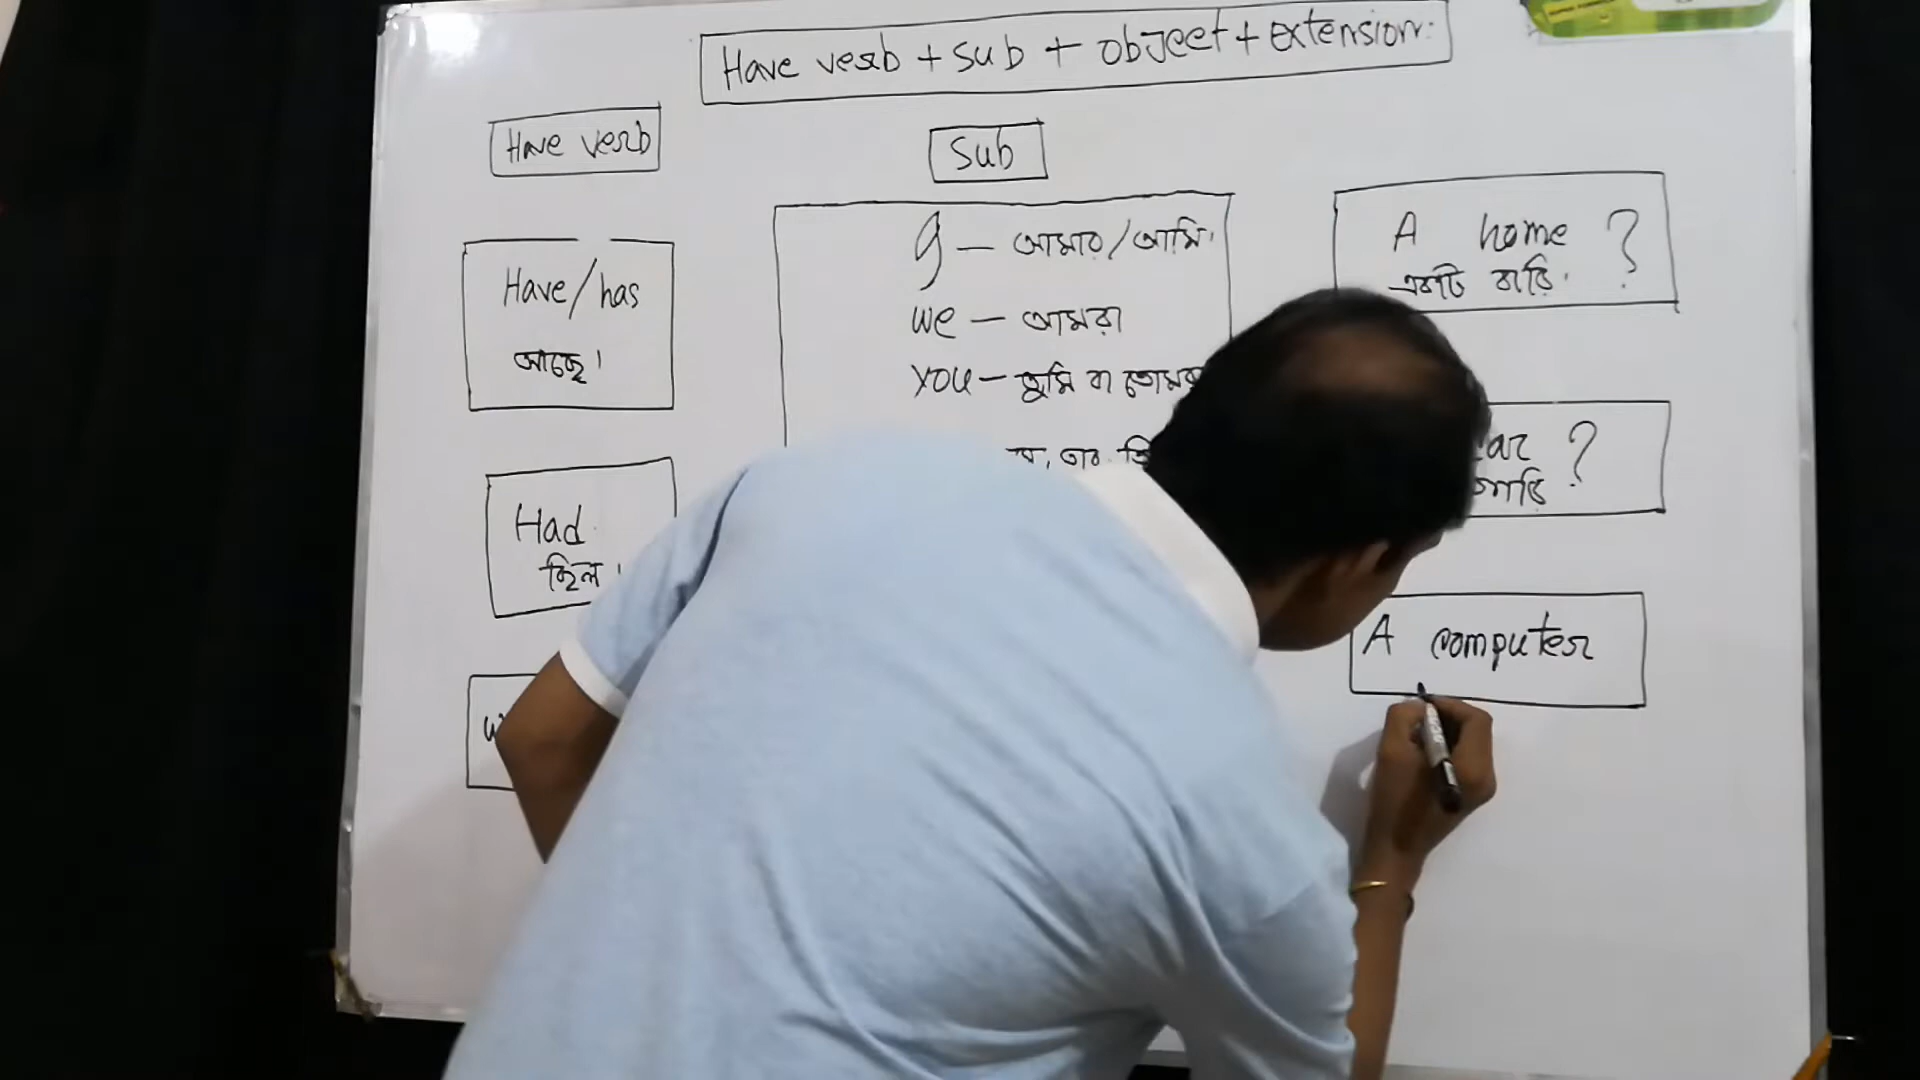 Have verb + sub + object + extension:
Have verb
Sub
Have/has
আছে।
Had
ছিল।
I — আমার/আমি।
we — আমরা
you — তুমি বা
A home ?
একটি বারি।
?
গারি
A computer